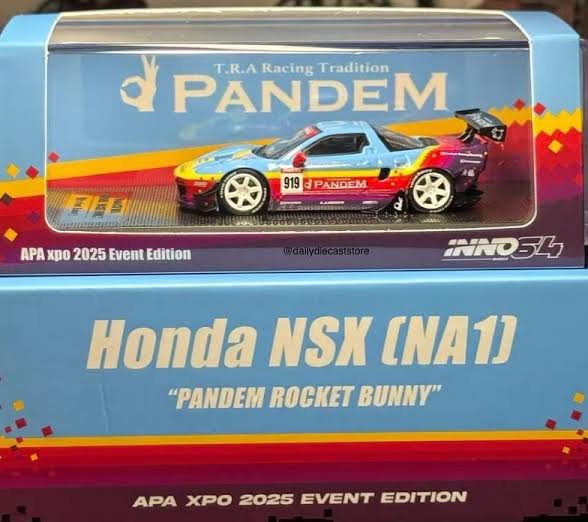 T.R.A Racing Tradition
PANDEM
919 PANDEM
APA xpo 2025 Event Edition
@dailydiecaststore
INNO64
Honda NSX (NA1)
“PANDEM ROCKET BUNNY”
APA XPO 2025 EVENT EDITION